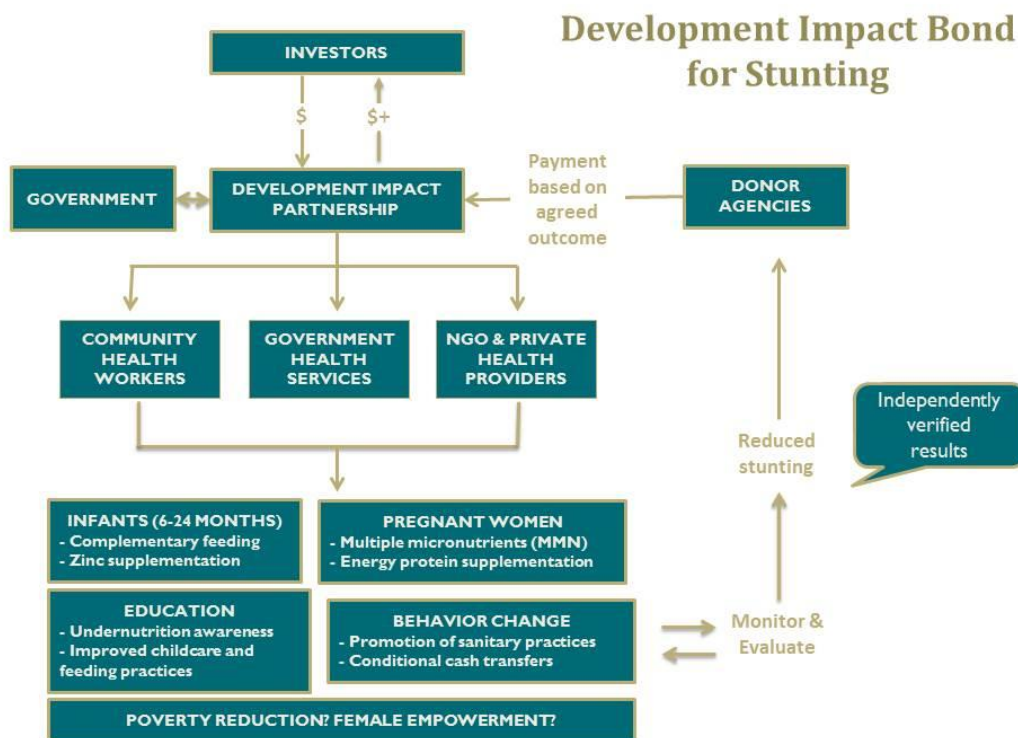 Development Impact Bond
for Stunting
INVESTORS
$
$+
GOVERNMENT
DEVELOPMENT IMPACT
PARTNERSHIP
Payment
based on
agreed
outcome
DONOR
AGENCIES
COMMUNITY
HEALTH
WORKERS
GOVERNMENT
HEALTH
SERVICES
NGO & PRIVATE
HEALTH
PROVIDERS
Independently
verified
results
Reduced
stunting
INFANTS (6-24 MONTHS)
- Complementary feeding
- Zinc supplementation
PREGNANT WOMEN
- Multiple micronutrients (MMN)
- Energy protein supplementation
EDUCATION
- Undernutrition awareness
- Improved childcare and
feeding practices
BEHAVIOR CHANGE
- Promotion of sanitary practices
- Conditional cash transfers
Monitor &
Evaluate
POVERTY REDUCTION? FEMALE EMPOWERMENT?